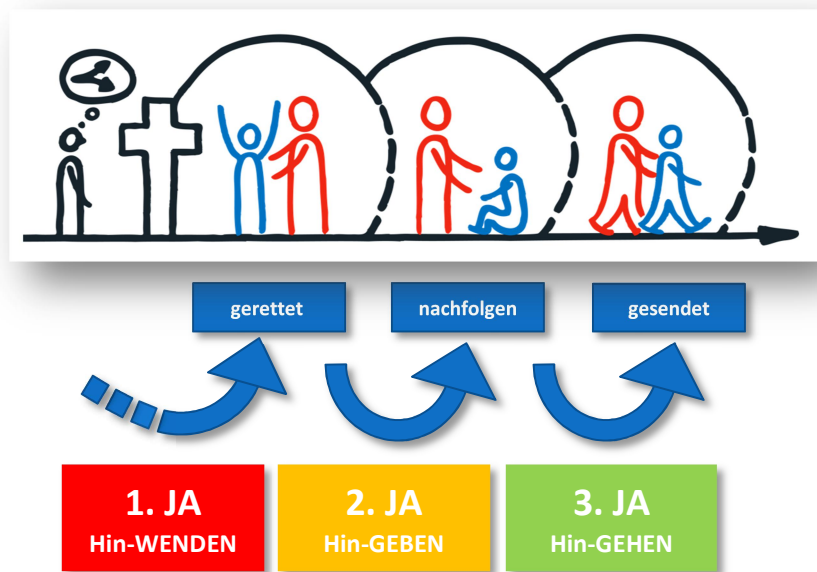 gerettet
nachfolgen
gesendet
1. JA
Hin-WENDEN
2. JA
Hin-GEBEN
3. JA
Hin-GEHEN